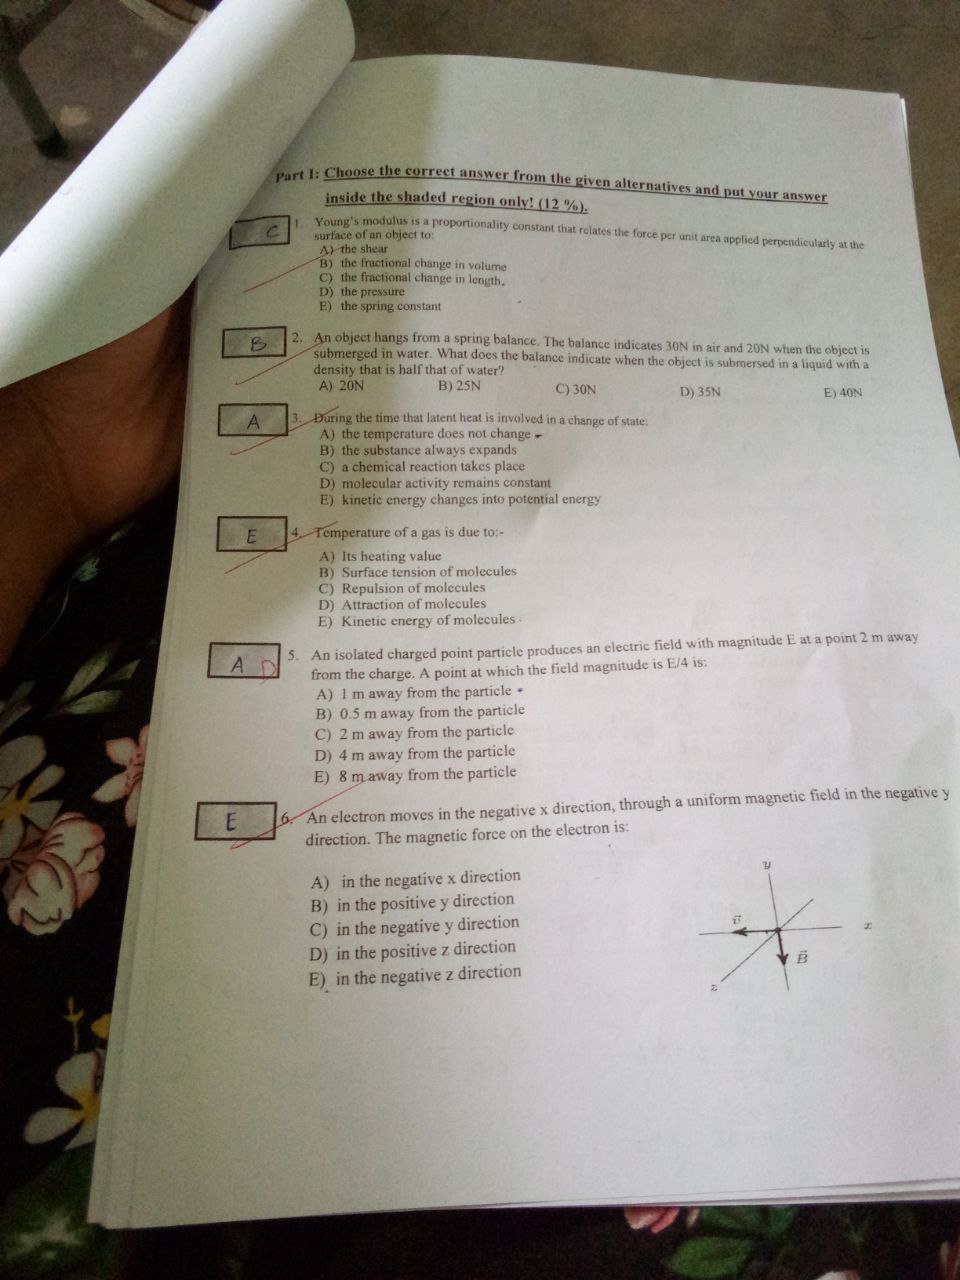 Part I: Choose the correct answer from the given alternatives and put your answer
inside the shaded region only! (12 %).
C 1. Young's modulus is a proportionality constant that relates the force per unit area applied perpendicularly at the
surface of an object to:
A) the shear
B) the fractional change in volume
C) the fractional change in length.
D) the pressure
E) the spring constant
B 2. An object hangs from a spring balance. The balance indicates 30N in air and 20N when the object is
submerged in water. What does the balance indicate when the object is submersed in a liquid with a
density that is half that of water?
A) 20N B) 25N C) 30N D) 35N E) 40N
A 3. During the time that latent heat is involved in a change of state:
A) the temperature does not change
B) the substance always expands
C) a chemical reaction takes place
D) molecular activity remains constant
E) kinetic energy changes into potential energy
E 4. Temperature of a gas is due to:-
A) Its heating value
B) Surface tension of molecules
C) Repulsion of molecules
D) Attraction of molecules
E) Kinetic energy of molecules
A D 5. An isolated charged point particle produces an electric field with magnitude E at a point 2 m away
from the charge. A point at which the field magnitude is E/4 is:
A) 1 m away from the particle
B) 0.5 m away from the particle
C) 2 m away from the particle
D) 4 m away from the particle
E) 8 m away from the particle
E 6. An electron moves in the negative x direction, through a uniform magnetic field in the negative y
direction. The magnetic force on the electron is:
A) in the negative x direction
B) in the positive y direction
C) in the negative y direction
D) in the positive z direction
E) in the negative z direction
y
v⃗
x
B⃗
z